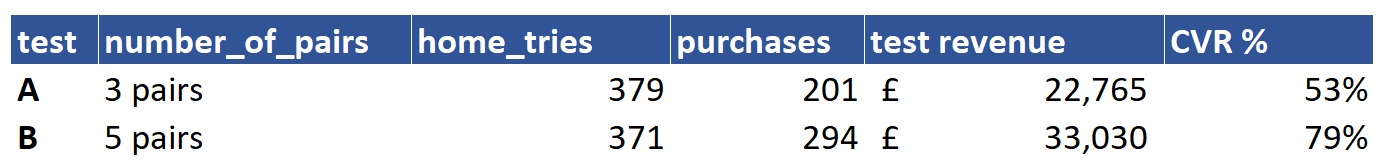 test number_of_pairs home_tries purchases test revenue CVR %
A 3 pairs 379 201 £ 22,765 53%
B 5 pairs 371 294 £ 33,030 79%